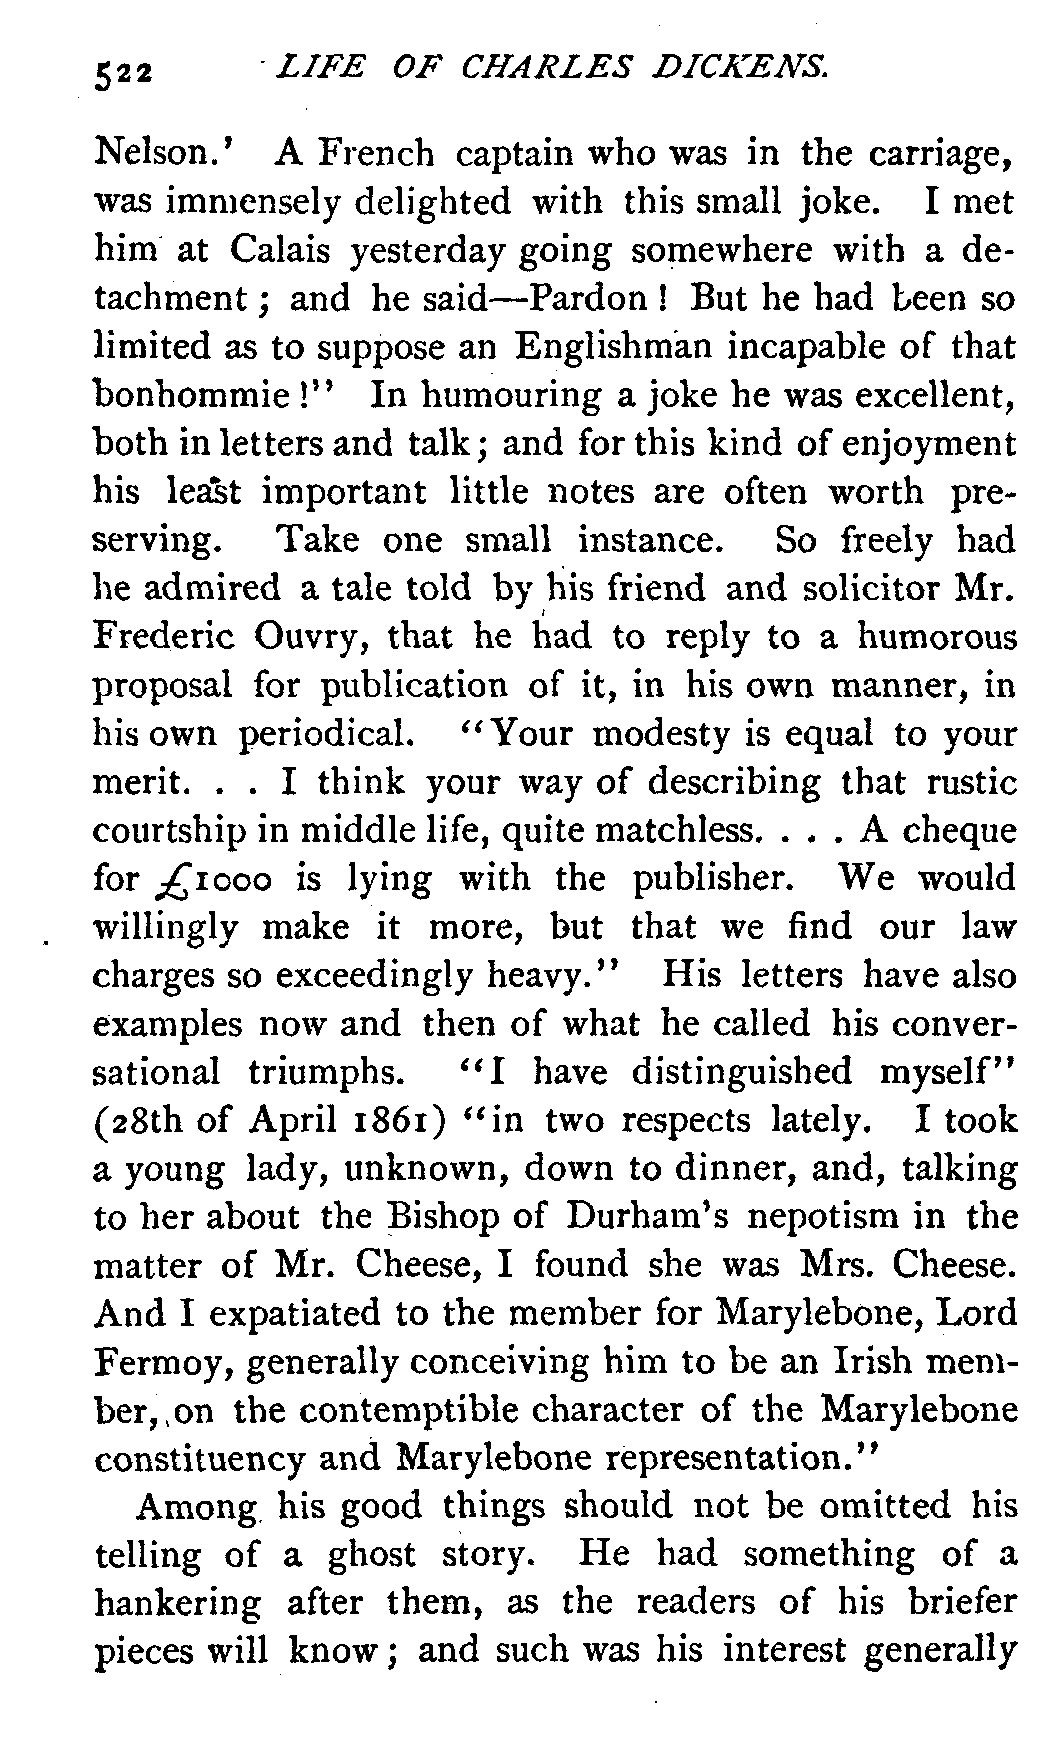 522 LIFE OF CHARLES DICKENS.
Nelson.' A French captain who was in the carriage,
was immensely delighted with this small joke. I met
him at Calais yesterday going somewhere with a de-
tachment ; and he said—Pardon ! But he had been so
limited as to suppose an Englishman incapable of that
bonhommie !" In humouring a joke he was excellent,
both in letters and talk ; and for this kind of enjoyment
his least important little notes are often worth pre-
serving. Take one small instance. So freely had
he admired a tale told by his friend and solicitor Mr.
Frederic Ouvry, that he had to reply to a humorous
proposal for publication of it, in his own manner, in
his own periodical. "Your modesty is equal to your
merit. . . I think your way of describing that rustic
courtship in middle life, quite matchless. . . . A cheque
for £1000 is lying with the publisher. We would
willingly make it more, but that we find our law
charges so exceedingly heavy." His letters have also
examples now and then of what he called his conver-
sational triumphs. "I have distinguished myself"
(28th of April 1861) "in two respects lately. I took
a young lady, unknown, down to dinner, and, talking
to her about the Bishop of Durham's nepotism in the
matter of Mr. Cheese, I found she was Mrs. Cheese.
And I expatiated to the member for Marylebone, Lord
Fermoy, generally conceiving him to be an Irish mem-
ber, on the contemptible character of the Marylebone
constituency and Marylebone representation."
Among his good things should not be omitted his
telling of a ghost story. He had something of a
hankering after them, as the readers of his briefer
pieces will know ; and such was his interest generally